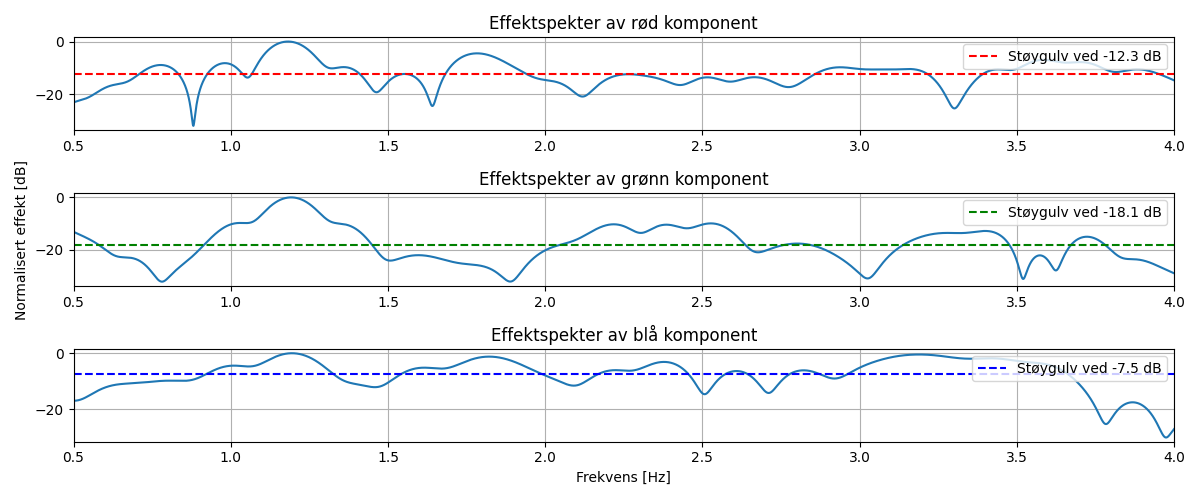 Effektspekter av rød komponent
0
−20
Støygulv ved -12.3 dB
0.5 1.0 1.5 2.0 2.5 3.0 3.5 4.0
Effektspekter av grønn komponent
Normalisert effekt [dB]
0
−20
Støygulv ved -18.1 dB
0.5 1.0 1.5 2.0 2.5 3.0 3.5 4.0
Effektspekter av blå komponent
0
−20
Støygulv ved -7.5 dB
0.5 1.0 1.5 2.0 2.5 3.0 3.5 4.0
Frekvens [Hz]